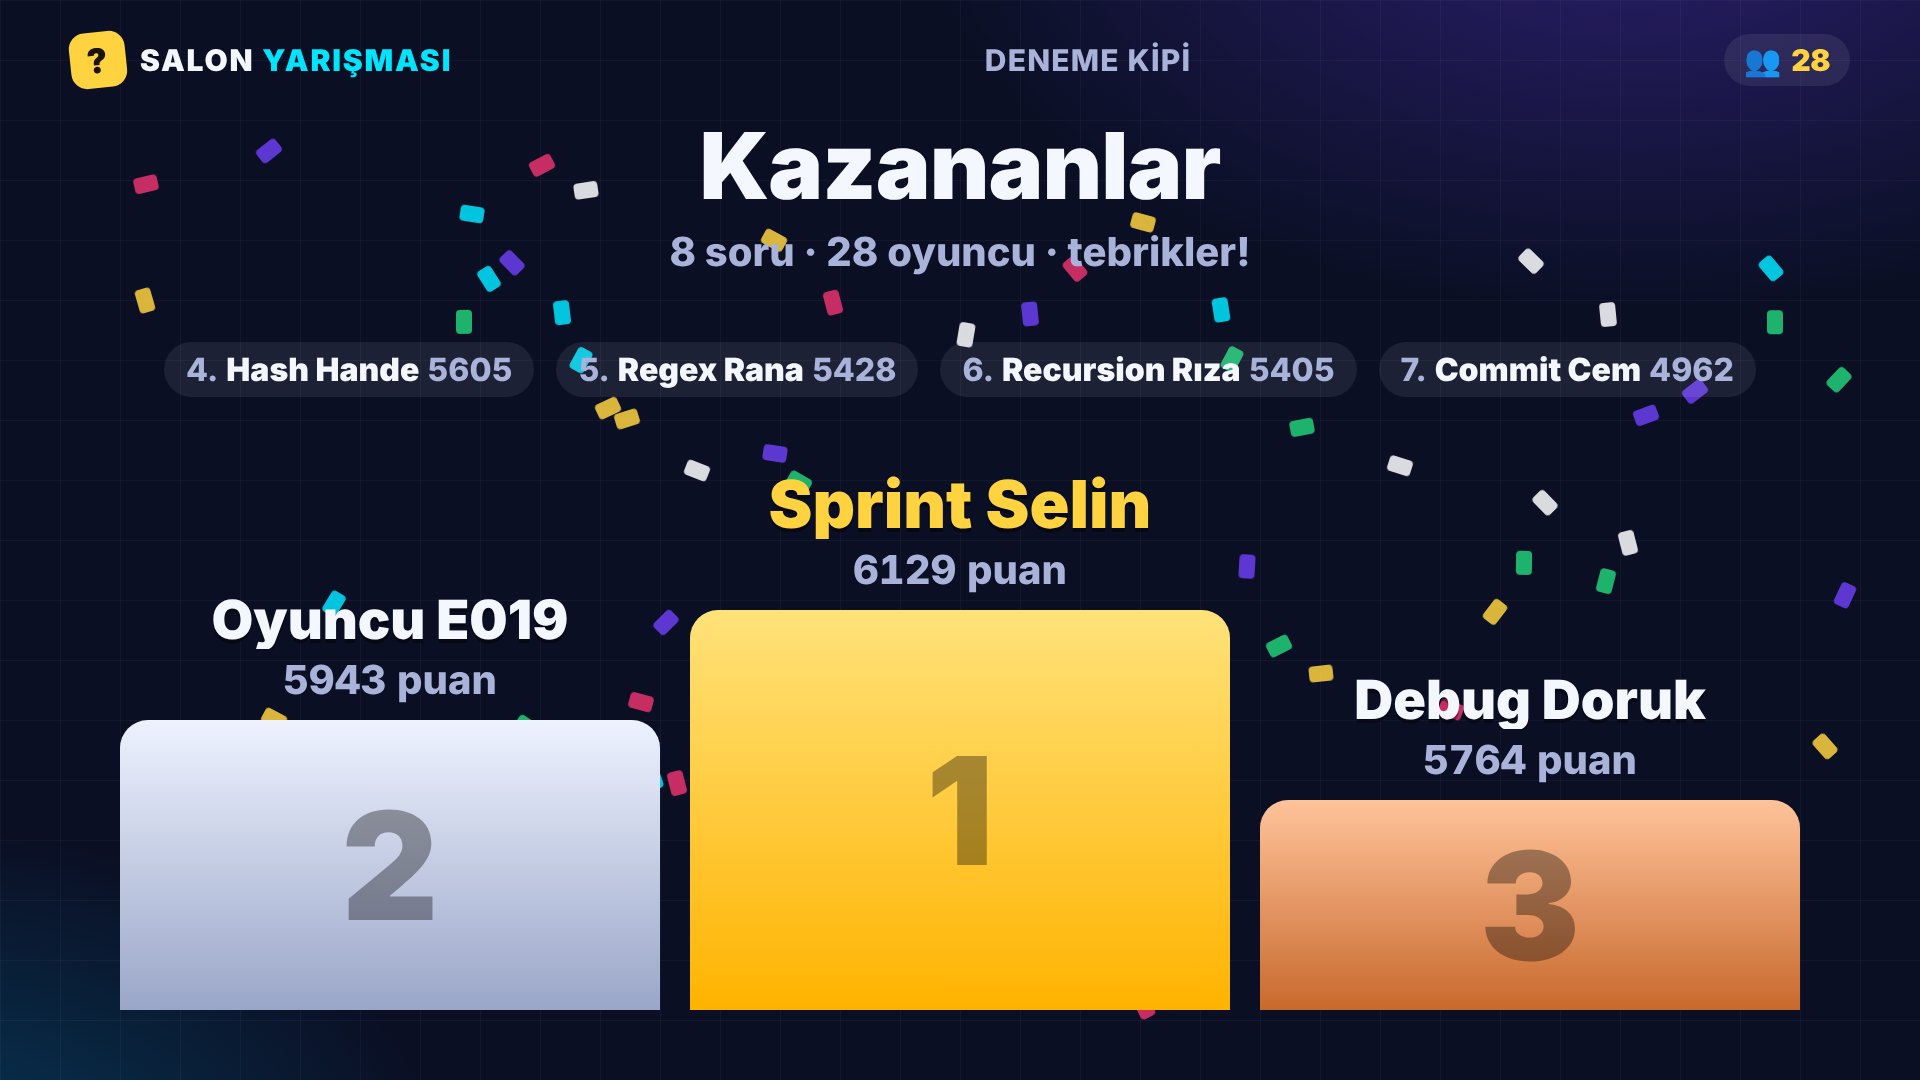 ? SALON YARIŞMASI
DENEME KİPİ
28
Kazananlar
8 soru · 28 oyuncu · tebrikler!
4. Hash Hande 5605
5. Regex Rana 5428
6. Recursion Rıza 5405
7. Commit Cem 4962
Sprint Selin
6129 puan
Oyuncu E019
5943 puan
Debug Doruk
5764 puan
2
1
3